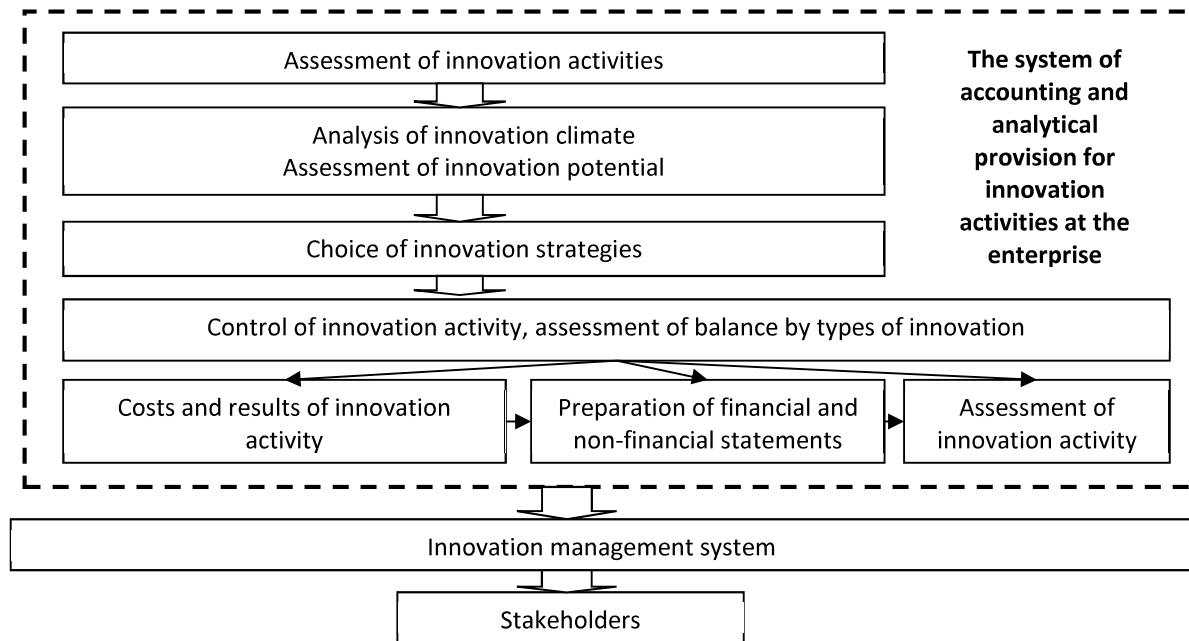 Assessment of innovation activities
The system of
accounting and
analytical
provision for
innovation
activities at the
enterprise
Analysis of innovation climate
Assessment of innovation potential
Choice of innovation strategies
Control of innovation activity, assessment of balance by types of innovation
Costs and results of innovation
activity
Preparation of financial and
non-financial statements
Assessment of
innovation activity
Innovation management system
Stakeholders